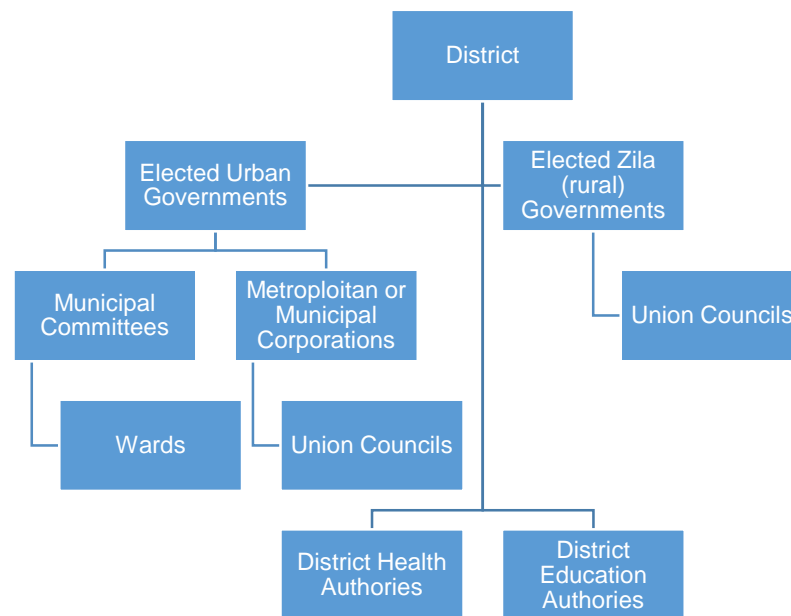 District
Elected Urban
Governments
Elected Zila
(rural)
Governments
Municipal
Committees
Metroploitan or
Municipal
Corporations
Union Councils
Wards
Union Councils
District Health
Authories
District
Education
Authories